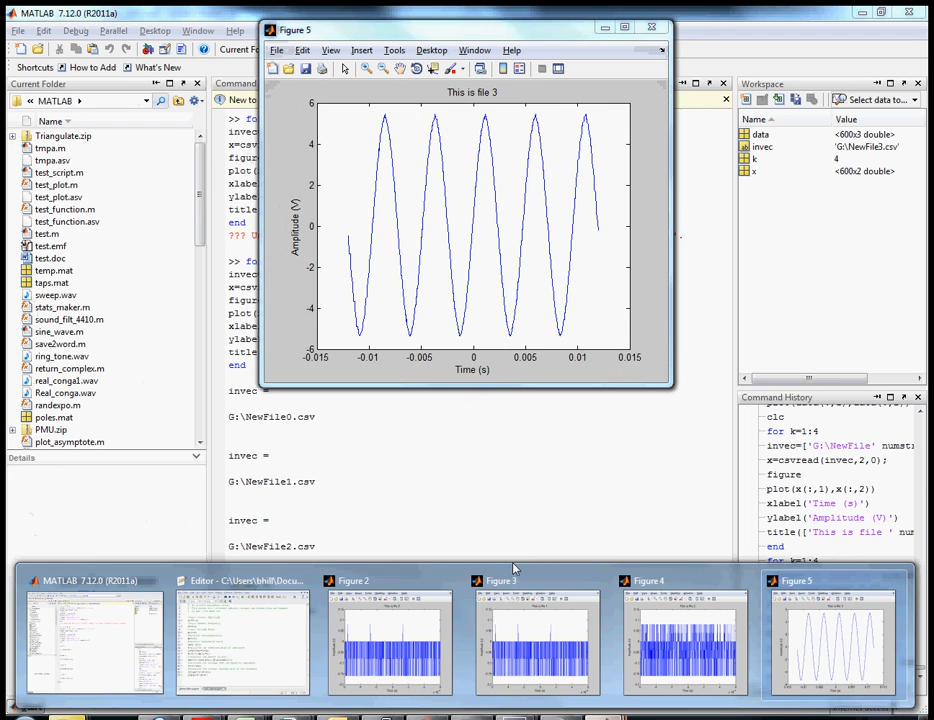 MATLAB 7.12.0 (R2011a)
File Edit Debug Parallel Desktop Window Help
Current Fo
Shortcuts How to Add What's New
Current Folder
« MATLAB
Name
Triangulate.zip
tmpa.m
tmpa.asv
test_script.m
test_plot.m
test_plot.asv
test_function.m
test_function.asv
test.m
test.emf
test.doc
temp.mat
taps.mat
sweep.wav
stats_maker.m
sound_filt_4410.m
sine_wave.m
save2word.m
ring_tone.wav
return_complex.m
real_conga1.wav
Real_conga.wav
randexpo.m
poles.mat
PMU.zip
plot_asymptote.m
Details
Comman
New to
>> fo
invec
x=csv
figur
plot(
xlabe
ylabe
title
end
??? U
>> fo
invec
x=csv
figur
plot(
xlabe
ylabe
title
end
invec =
G:\NewFile0.csv
invec =
G:\NewFile1.csv
invec =
G:\NewFile2.csv
Figure 5
File Edit View Insert Tools Desktop Window Help
This is file 3
Amplitude (V)
6
4
2
0
-2
-4
-6
-0.015 -0.01 -0.005 0 0.005 0.01 0.015
Time (s)
Workspace
Select data to...
Name Value
data <600x3 double>
invec 'G:\NewFile3.csv'
k 4
x <600x2 double>
Command History
clc
for k=1:4
invec=['G:\NewFile' numstr
x=csvread(invec,2,0);
figure
plot(x(:,1),x(:,2))
xlabel('Time (s)')
ylabel('Amplitude (V)')
title(['This is file ' num
end
for k=1:4
MATLAB 7.12.0 (R2011a)
Editor - C:\Users\bhill\Docu...
Figure 2
Figure 3
Figure 4
Figure 5